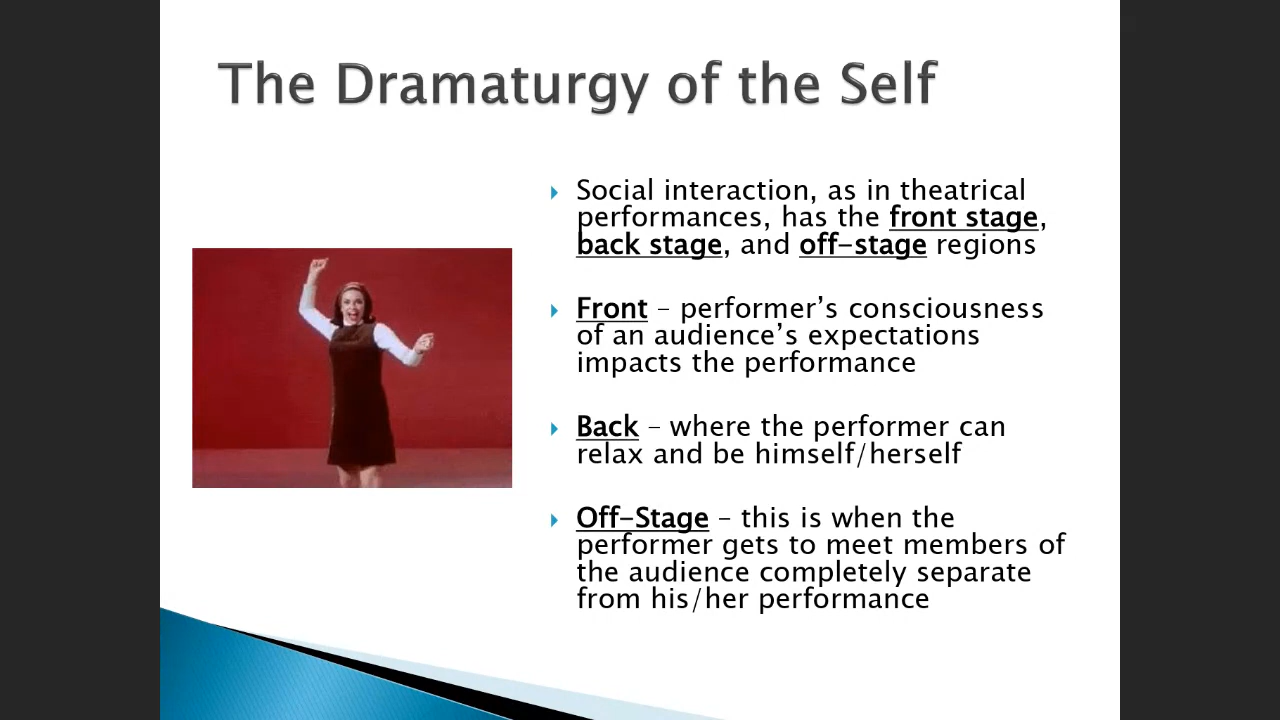 The Dramaturgy of the Self
Social interaction, as in theatrical
performances, has the front stage,
back stage, and off-stage regions
Front – performer’s consciousness
of an audience’s expectations
impacts the performance
Back – where the performer can
relax and be himself/herself
Off-Stage – this is when the
performer gets to meet members of
the audience completely separate
from his/her performance